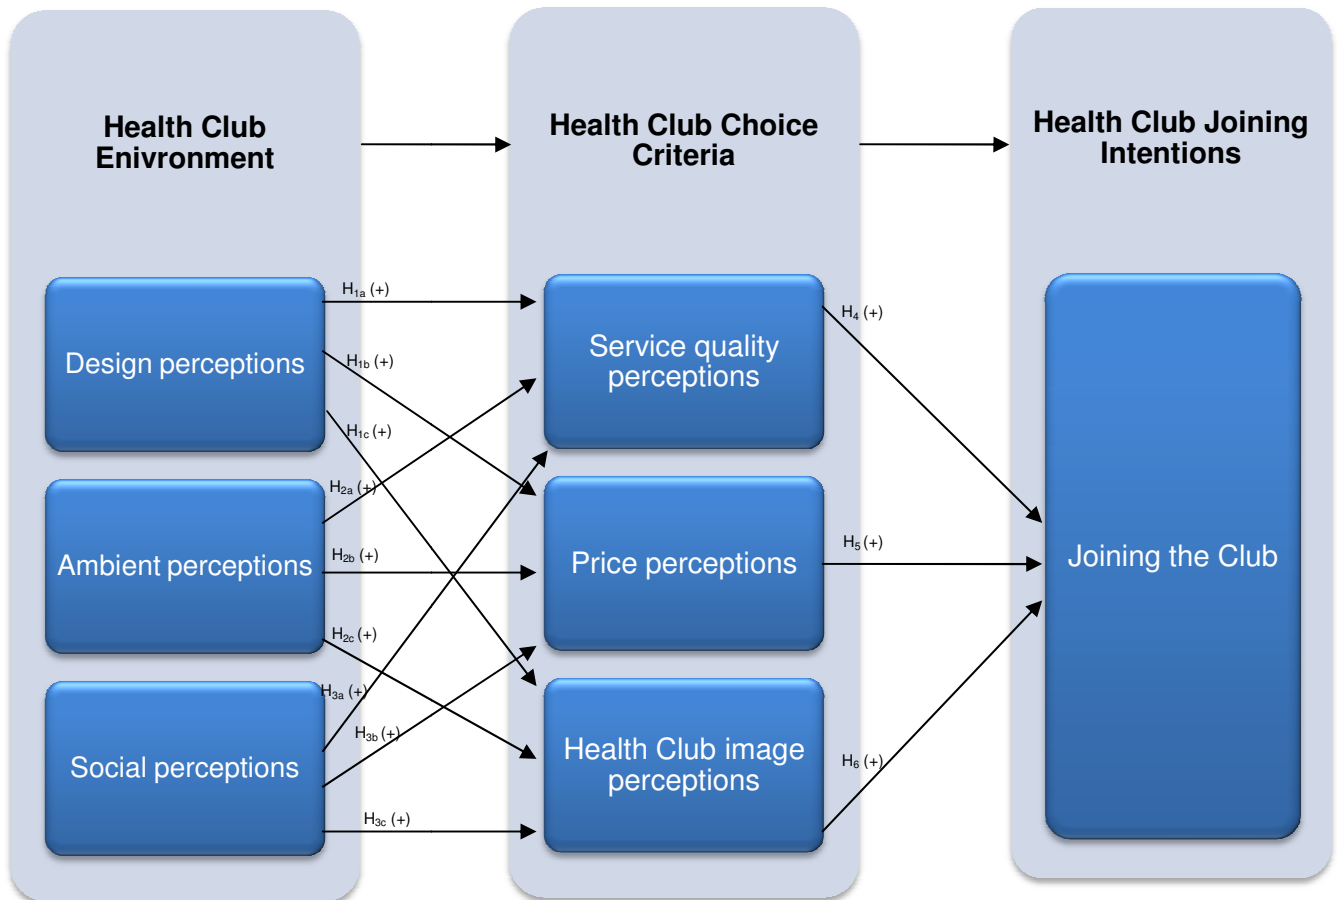 Health Club
Enivronment
Health Club Choice
Criteria
Health Club Joining
Intentions
H1a (+)
Design perceptions
H1b (+)
H1c (+)
Service quality
perceptions
H4 (+)
H2a (+)
Ambient perceptions
H2b (+)
H2c (+)
Price perceptions
H5 (+)
Joining the Club
H3a (+)
Social perceptions
H3b (+)
H3c (+)
Health Club image
perceptions
H6 (+)